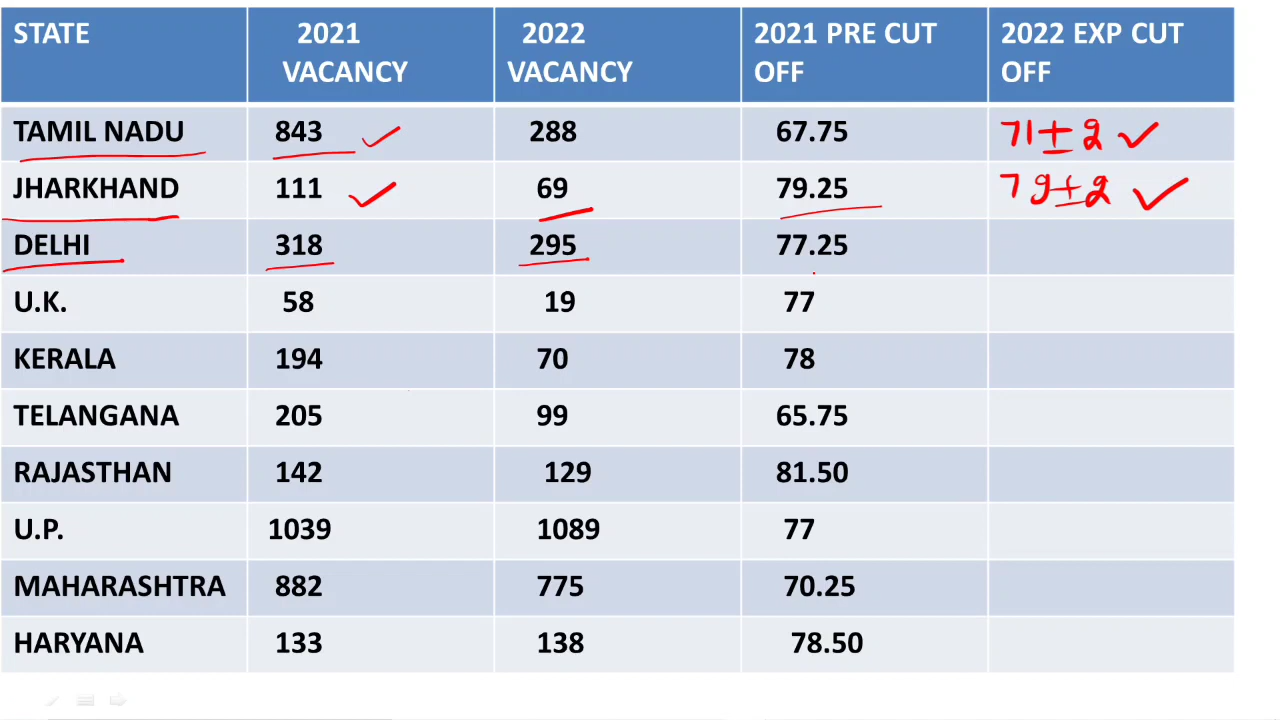 STATE 2021 VACANCY 2022 VACANCY 2021 PRE CUT OFF 2022 EXP CUT OFF
TAMIL NADU 843 288 67.75 71±2
JHARKHAND 111 69 79.25 79±2
DELHI 318 295 77.25
U.K. 58 19 77
KERALA 194 70 78
TELANGANA 205 99 65.75
RAJASTHAN 142 129 81.50
U.P. 1039 1089 77
MAHARASHTRA 882 775 70.25
HARYANA 133 138 78.50